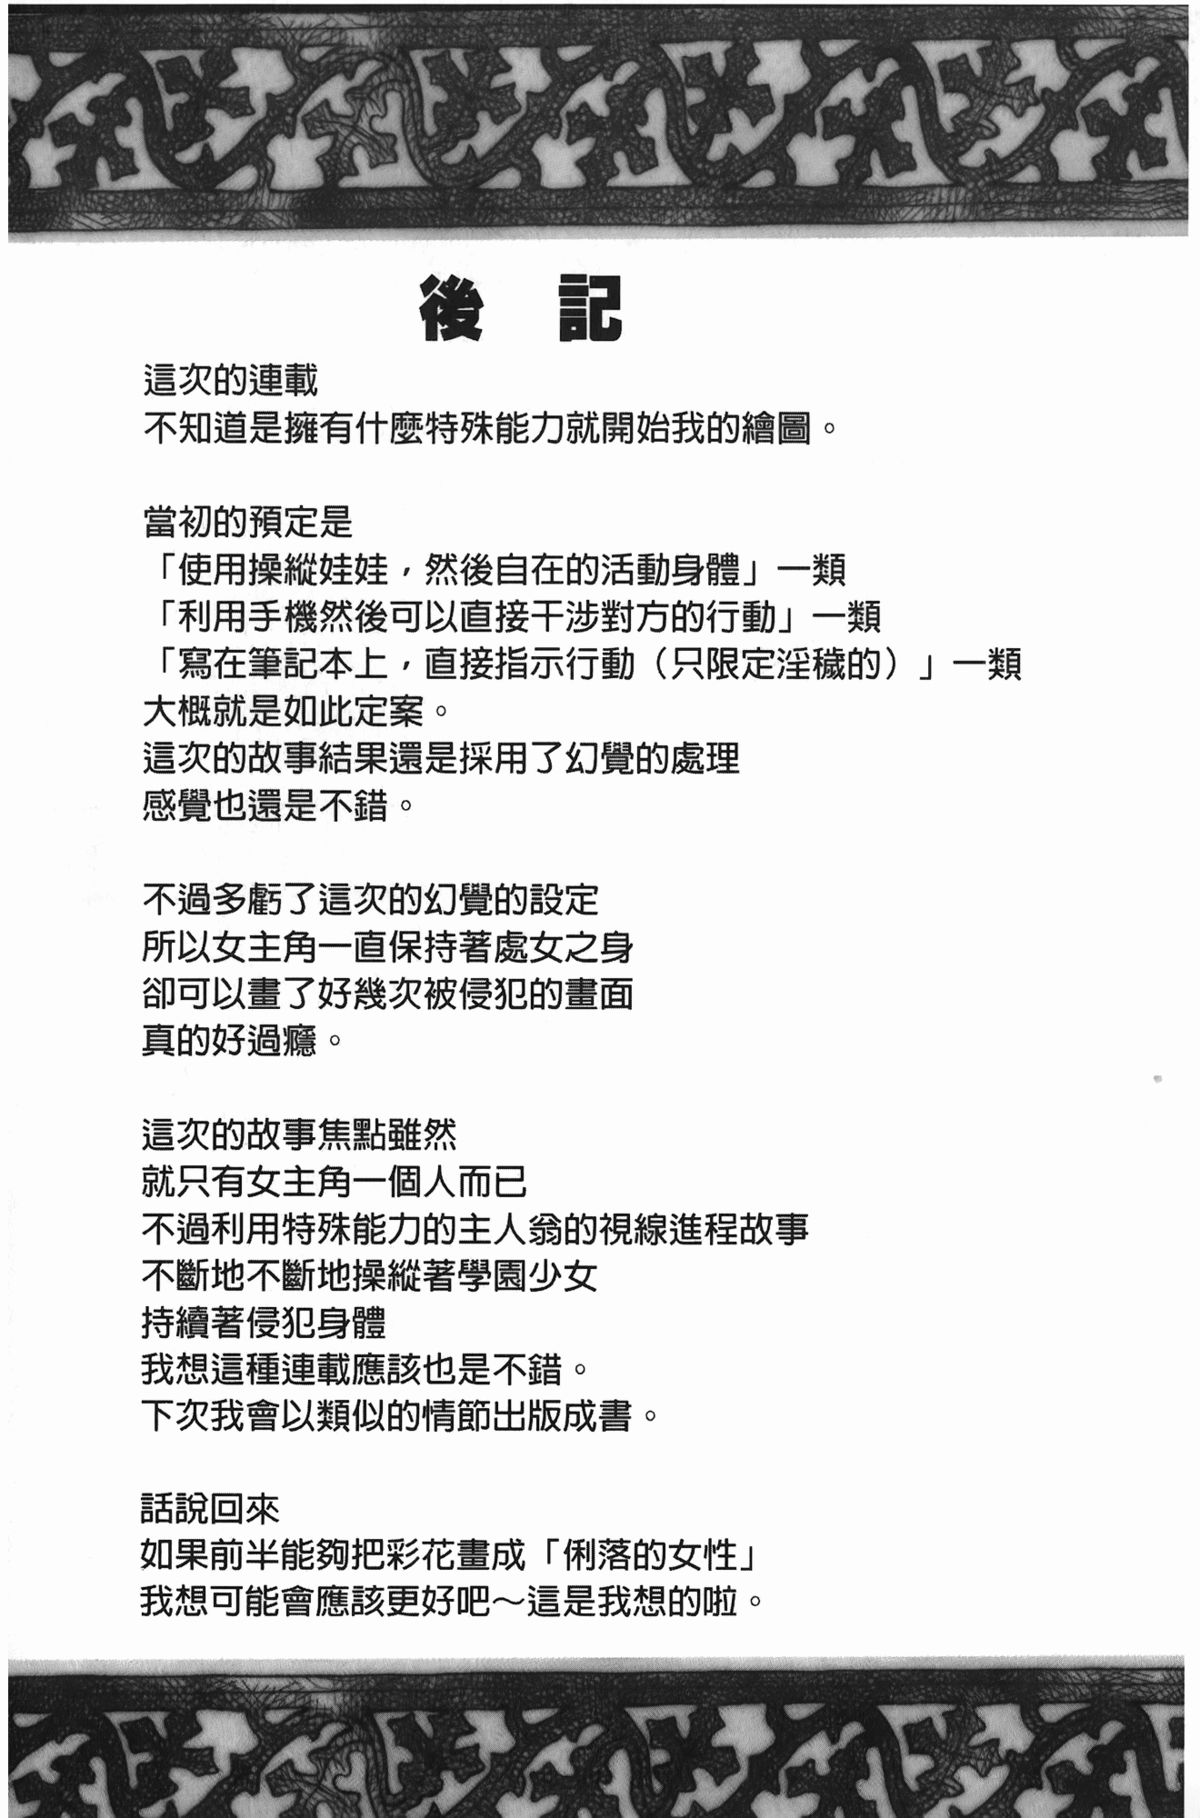 後 記
這次的連載
不知道是擁有什麼特殊能力就開始我的繪圖。
當初的預定是
「使用操縱娃娃，然後自在的活動身體」一類
「利用手機然後可以直接干涉對方的行動」一類
「寫在筆記本上，直接指示行動（只限定淫穢的）」一類
大概就是如此定案。
這次的故事結果還是採用了幻覺的處理
感覺也還是不錯。
不過多虧了這次的幻覺的設定
所以女主角一直保持著處女之身
卻可以畫了好幾次被侵犯的畫面
真的好過癮。
這次的故事焦點雖然
就只有女主角一個人而已
不過利用特殊能力的主人翁的視線進程故事
不斷地不斷地操縱著學園少女
持續著侵犯身體
我想這種連載應該也是不錯。
下次我會以類似的情節出版成書。
話說回來
如果前半能夠把彩花畫成「俐落的女性」
我想可能會應該更好吧～這是我想的啦。